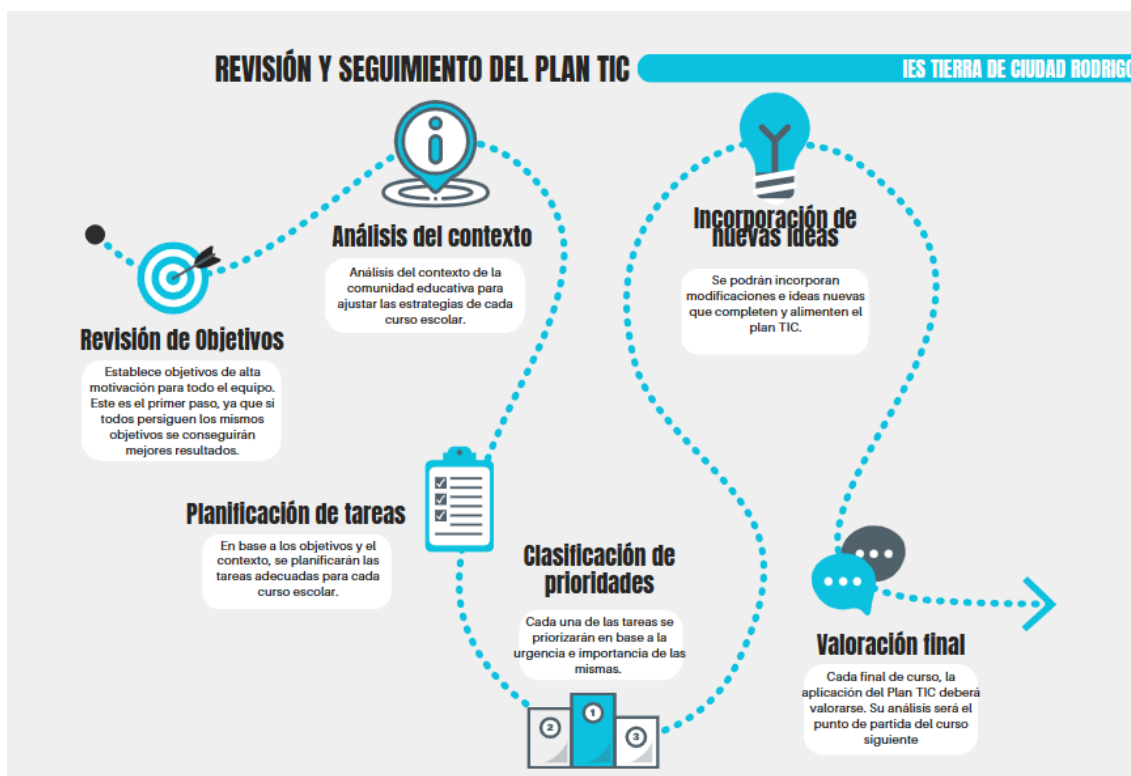 REVISIÓN Y SEGUIMIENTO DEL PLAN TIC
IES TIERRA DE CIUDAD RODRIGO
Revisión de Objetivos
Establece objetivos de alta
motivación para todo el equipo.
Este es el primer paso, ya que si
todos persiguen los mismos
objetivos se conseguirán
mejores resultados.
Análisis del contexto
Análisis del contexto de la
comunidad educativa para
ajustar las estrategias de cada
curso escolar.
Planificación de tareas
En base a los objetivos y el
contexto, se planificarán las
tareas adecuadas para cada
curso escolar.
Clasificación de
prioridades
Cada una de las tareas se
priorizarán en base a la
urgencia e importancia de las
mismas.
2
1
3
Incorporación de
nuevas ideas
Se podrán incorporan
modificaciones e ideas nuevas
que completen y alimenten el
plan TIC.
Valoración final
Cada final de curso, la
aplicación del Plan TIC deberá
valorarse. Su análisis será el
punto de partida del curso
siguiente